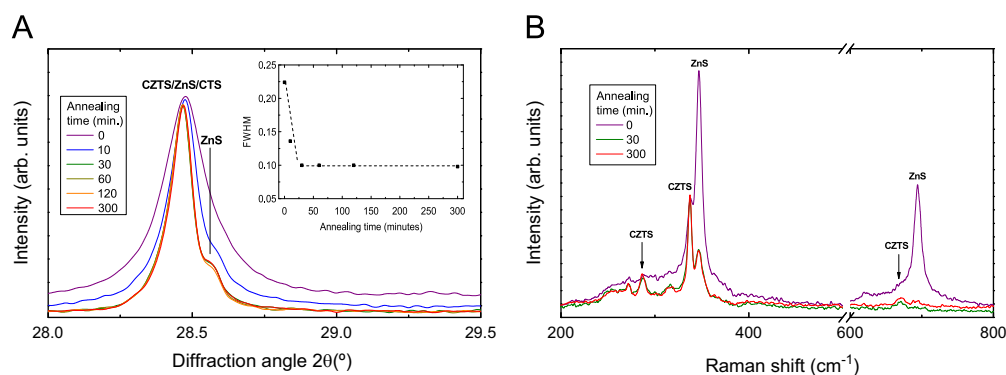 A
Intensity (arb. units)
CZTS/ZnS/CTS
ZnS
Annealing
time (min.)
0
10
30
60
120
300
FWHM
0.25
0.20
0.15
0.10
0.05
0 50 100 150 200 250 300
Annealing time (minutes)
28.0 28.5 29.0 29.5
Diffraction angle 2θ(º)
B
Intensity (arb. units)
Annealing
time (min.)
0
30
300
ZnS
CZTS
CZTS
ZnS
CZTS
200 400 600 800
Raman shift (cm⁻¹)